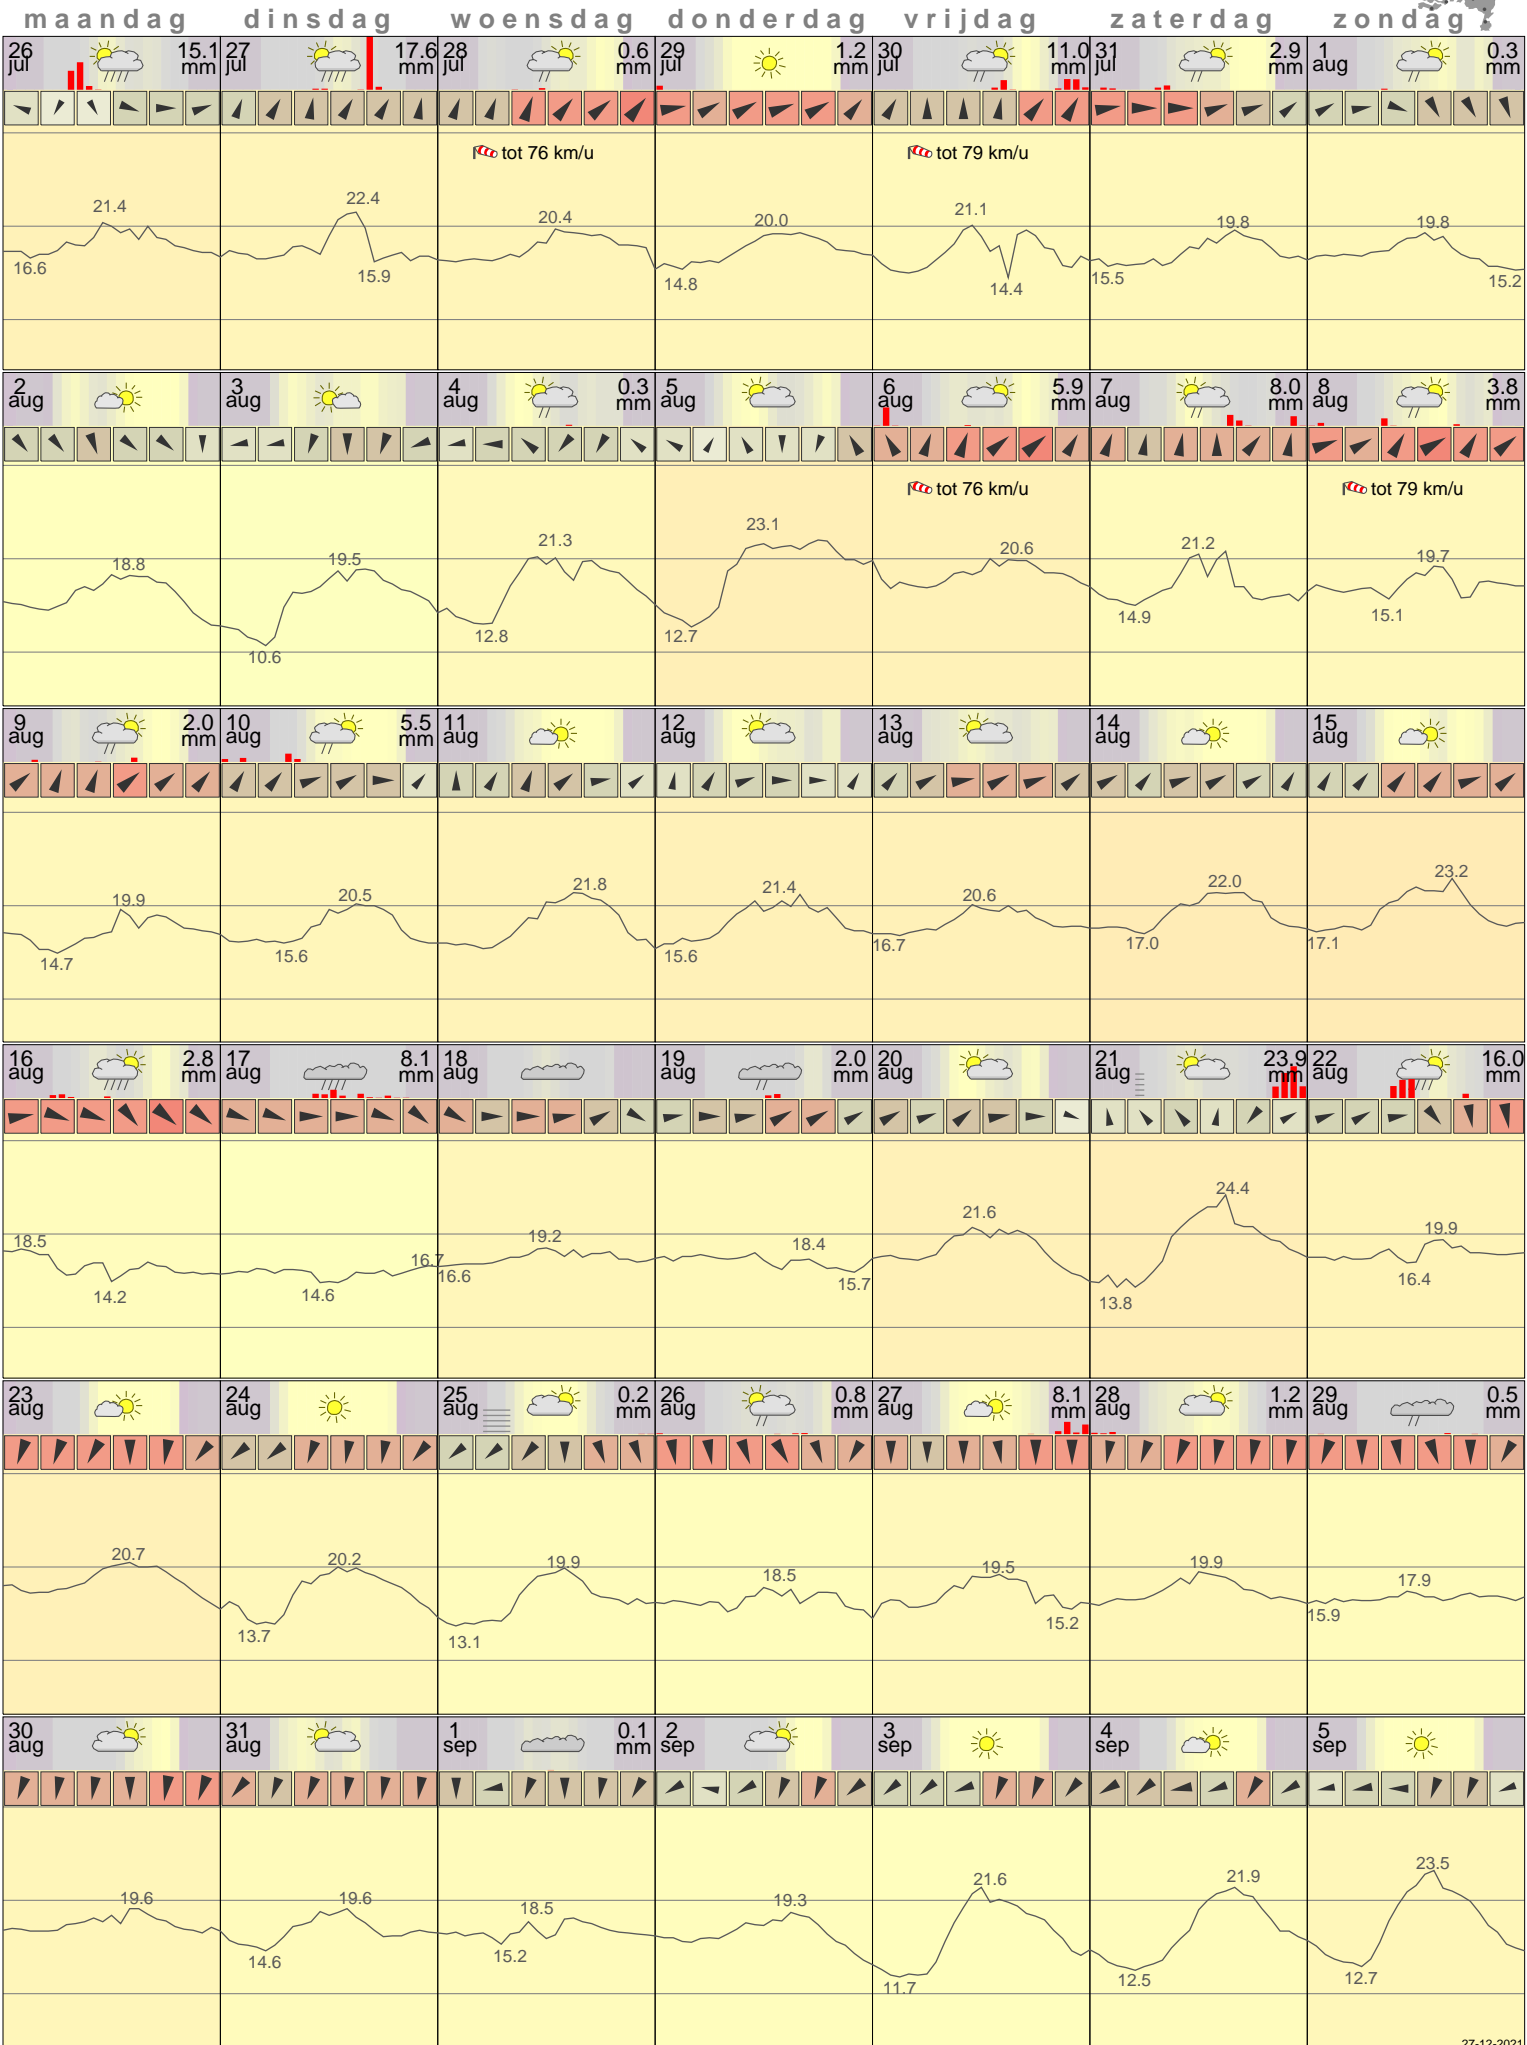 maandag dinsdag woensdag donderdag vrijdag zaterdag zondag
26 jul 15.1 mm 27 jul 17.6 mm 28 jul 0.6 mm 29 jul 1.2 mm 30 jul 11.0 mm 31 jul 2.9 mm 1 aug 0.3 mm
tot 76 km/u tot 79 km/u
21.4 22.4 20.4 20.0 21.1 19.8 19.8
16.6 15.9 14.8 14.4 15.5 15.2
2 aug 3 aug 4 aug 0.3 mm 5 aug 6 aug 5.9 mm 7 aug 8.0 mm 8 aug 3.8 mm
tot 76 km/u tot 79 km/u
18.8 19.5 21.3 23.1 20.6 21.2 19.7
10.6 12.8 12.7 14.9 15.1
9 aug 2.0 mm 10 aug 5.5 mm 11 aug 12 aug 13 aug 14 aug 15 aug
19.9 20.5 21.8 21.4 20.6 22.0 23.2
14.7 15.6 15.6 16.7 17.0 17.1
16 aug 2.8 mm 17 aug 8.1 mm 18 aug 19 aug 2.0 mm 20 aug 21 aug 23.9 mm 22 aug 16.0 mm
18.5 16.7 19.2 18.4 21.6 24.4 19.9
14.2 14.6 16.6 15.7 13.8 16.4
23 aug 24 aug 25 aug 0.2 mm 26 aug 0.8 mm 27 aug 8.1 mm 28 aug 1.2 mm 29 aug 0.5 mm
20.7 20.2 19.9 18.5 19.5 19.9 17.9
13.7 13.1 15.2 15.9
30 aug 31 aug 1 sep 0.1 mm 2 sep 3 sep 4 sep 5 sep
19.6 19.6 18.5 19.3 21.6 21.9 23.5
14.6 15.2 11.7 12.5 12.7
27-12-2021